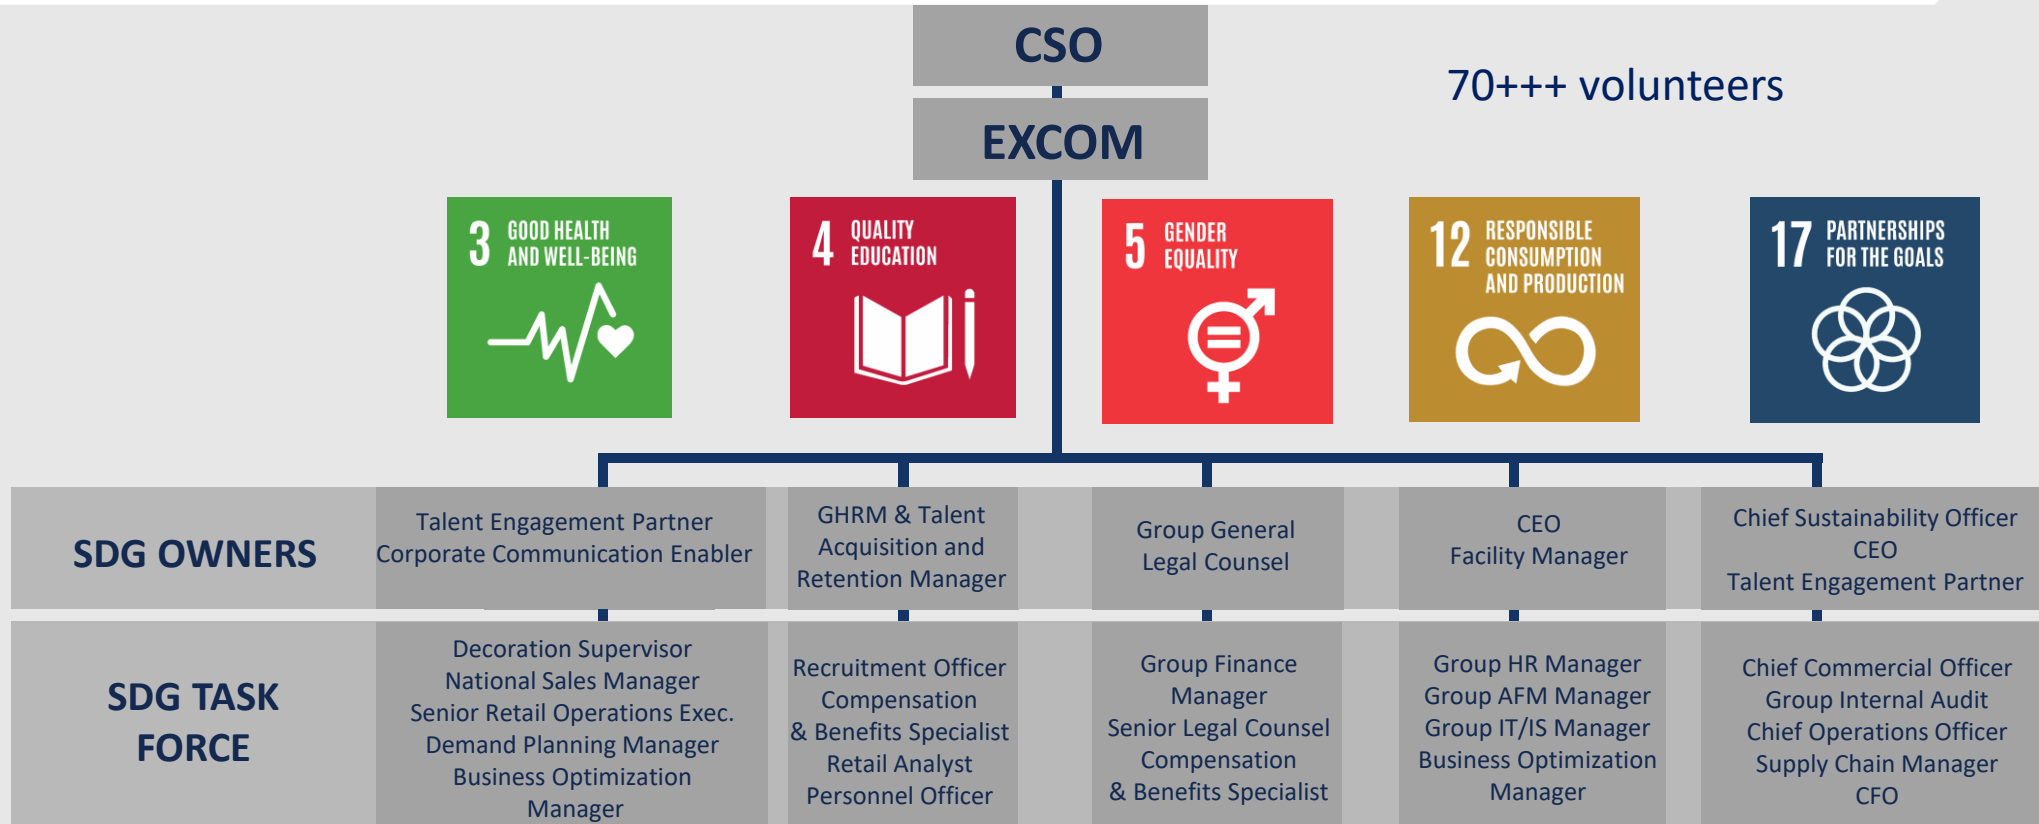 CSO
70+++ volunteers
EXCOM
3 GOOD HEALTH
AND WELL-BEING
4 QUALITY
EDUCATION
5 GENDER
EQUALITY
12 RESPONSIBLE
CONSUMPTION
AND PRODUCTION
17 PARTNERSHIPS
FOR THE GOALS
SDG OWNERS
Talent Engagement Partner
Corporate Communication Enabler
GHRM & Talent
Acquisition and
Retention Manager
Group General
Legal Counsel
CEO
Facility Manager
Chief Sustainability Officer
CEO
Talent Engagement Partner
SDG TASK
FORCE
Decoration Supervisor
National Sales Manager
Senior Retail Operations Exec.
Demand Planning Manager
Business Optimization
Manager
Recruitment Officer
Compensation
& Benefits Specialist
Retail Analyst
Personnel Officer
Group Finance
Manager
Senior Legal Counsel
Compensation
& Benefits Specialist
Group HR Manager
Group AFM Manager
Group IT/IS Manager
Business Optimization
Manager
Chief Commercial Officer
Group Internal Audit
Chief Operations Officer
Supply Chain Manager
CFO